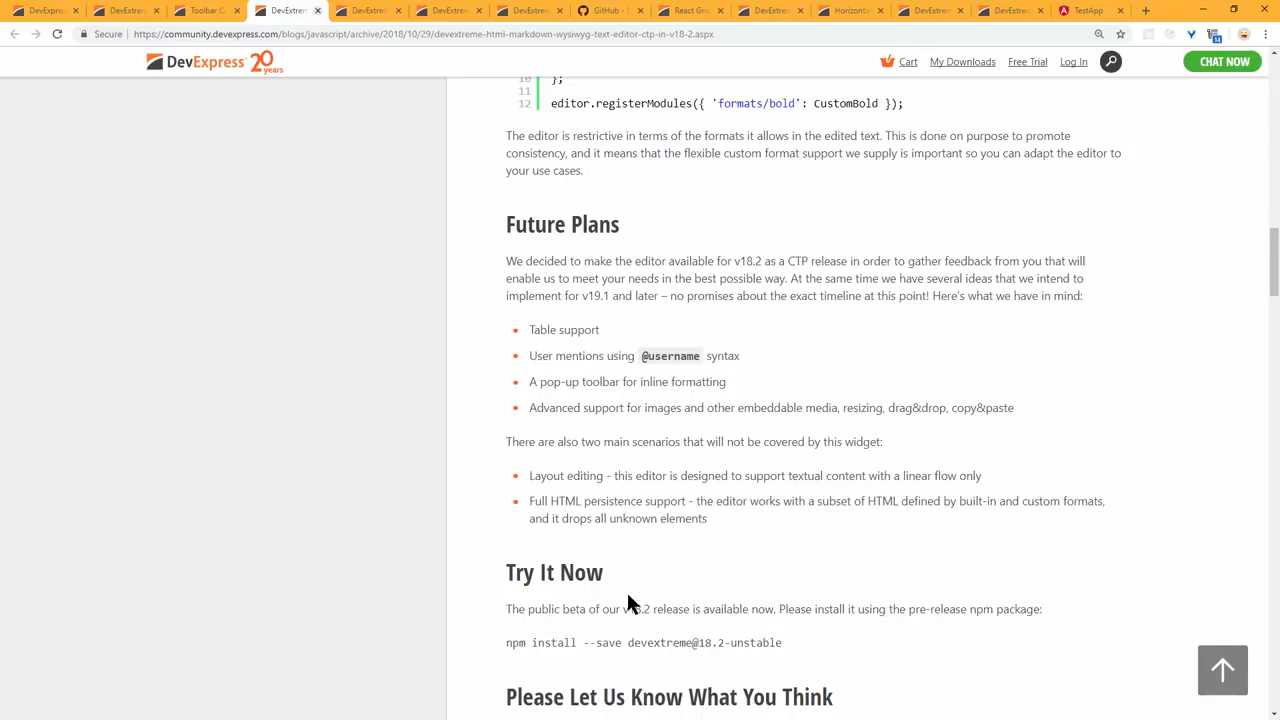 DevExpre
DevExtrem
Toolbar C
DevExtrem
DevExtrem
DevExtrem
DevExtrem
GitHub -
React Gri
DevExtrem
Horizonta
DevExtrem
DevExtrem
TestApp
Secure
https://community.devexpress.com/blogs/javascript/archive/2018/10/29/devextreme-html-markdown-wysiwyg-text-editor-ctp-in-v18-2.aspx
DevExpress 20 years
Cart
My Downloads
Free Trial
Log In
CHAT NOW
10 };
11
12 editor.registerModules({ 'formats/bold': CustomBold });
The editor is restrictive in terms of the formats it allows in the edited text. This is done on purpose to promote
consistency, and it means that the flexible custom format support we supply is important so you can adapt the editor to
your use cases.
Future Plans
We decided to make the editor available for v18.2 as a CTP release in order to gather feedback from you that will
enable us to meet your needs in the best possible way. At the same time we have several ideas that we intend to
implement for v19.1 and later – no promises about the exact timeline at this point! Here's what we have in mind:
• Table support
• User mentions using @username syntax
• A pop-up toolbar for inline formatting
• Advanced support for images and other embeddable media, resizing, drag&drop, copy&paste
There are also two main scenarios that will not be covered by this widget:
• Layout editing - this editor is designed to support textual content with a linear flow only
• Full HTML persistence support - the editor works with a subset of HTML defined by built-in and custom formats,
and it drops all unknown elements
Try It Now
The public beta of our v18.2 release is available now. Please install it using the pre-release npm package:
npm install --save devextreme@18.2-unstable
Please Let Us Know What You Think